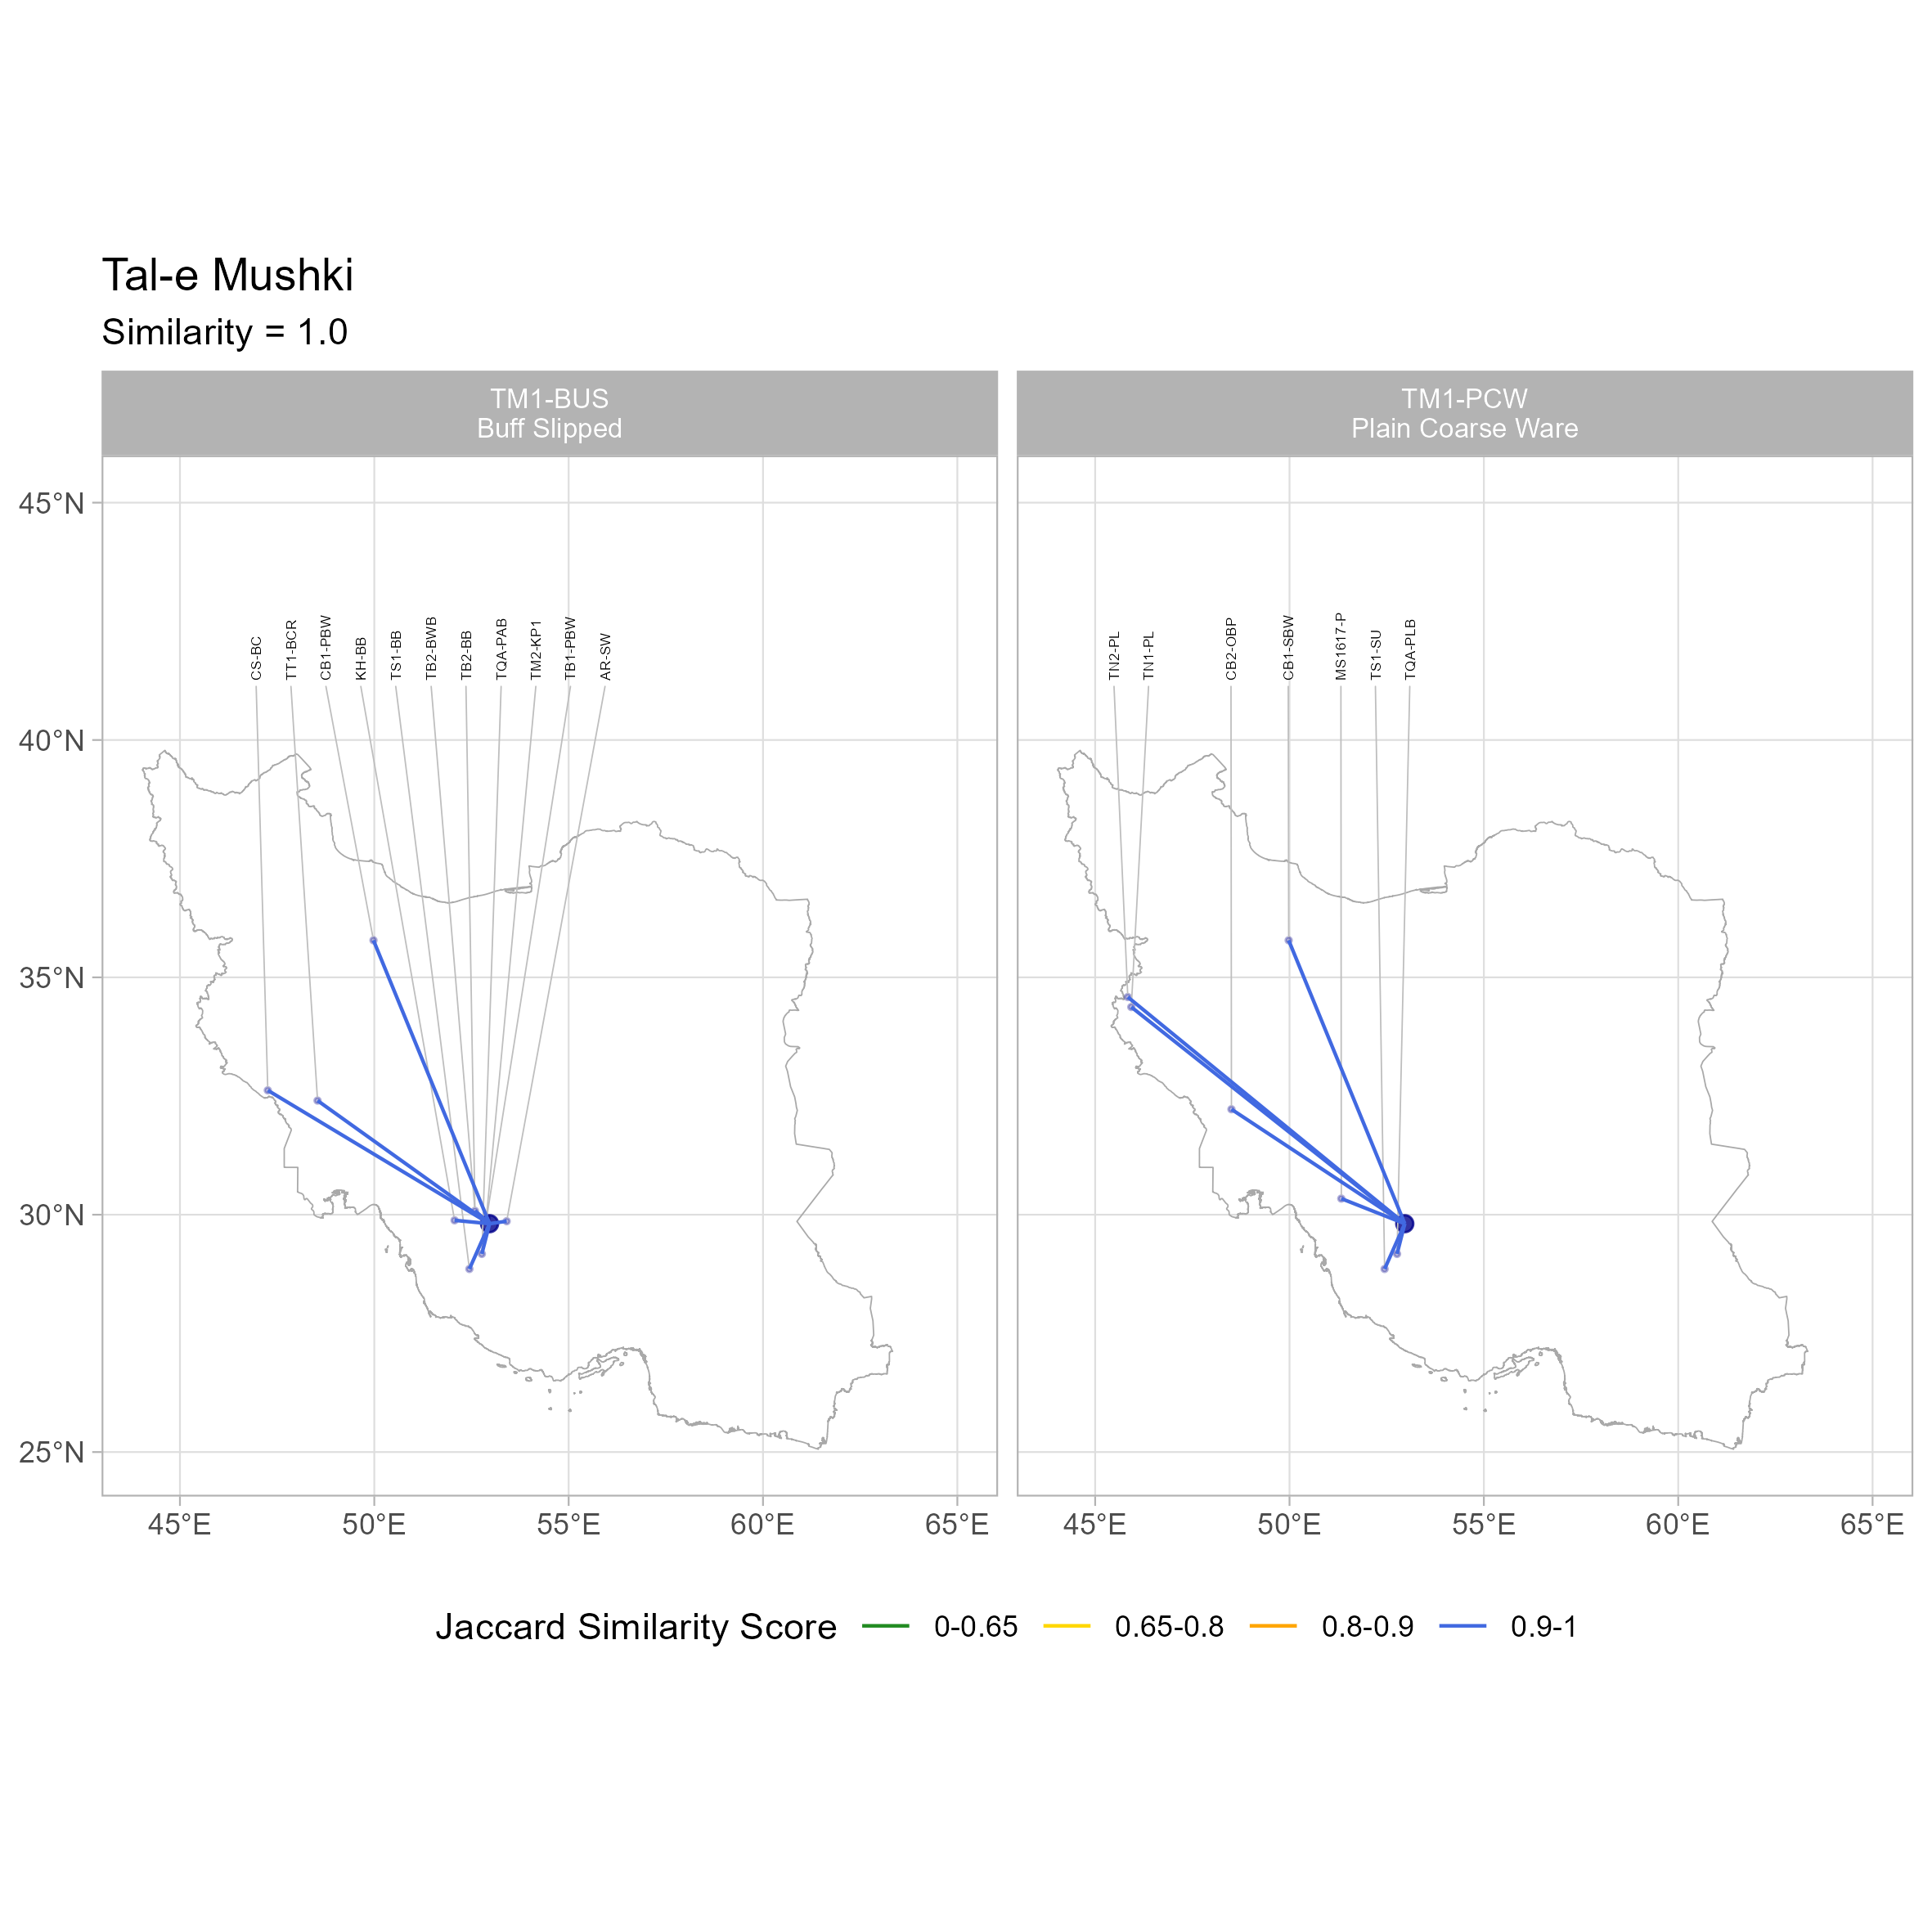 Tal-e Mushki
Similarity = 1.0
TM1-BUS
Buff Slipped
TM1-PCW
Plain Coarse Ware
CS-BC
TT1-BCR
CB1-PBW
KH-BB
TS1-BB
TB2-BWB
TB2-BB
TQA-PAB
TM2-KP1
TB1-PBW
AR-SW
TN2-PL
TN1-PL
CB2-OBP
CB1-SBW
MS1617-P
TS1-SU
TQA-PLB
45°N
40°N
35°N
30°N
25°N
45°E 50°E 55°E 60°E 65°E
45°E 50°E 55°E 60°E 65°E
Jaccard Similarity Score 0-0.65 0.65-0.8 0.8-0.9 0.9-1